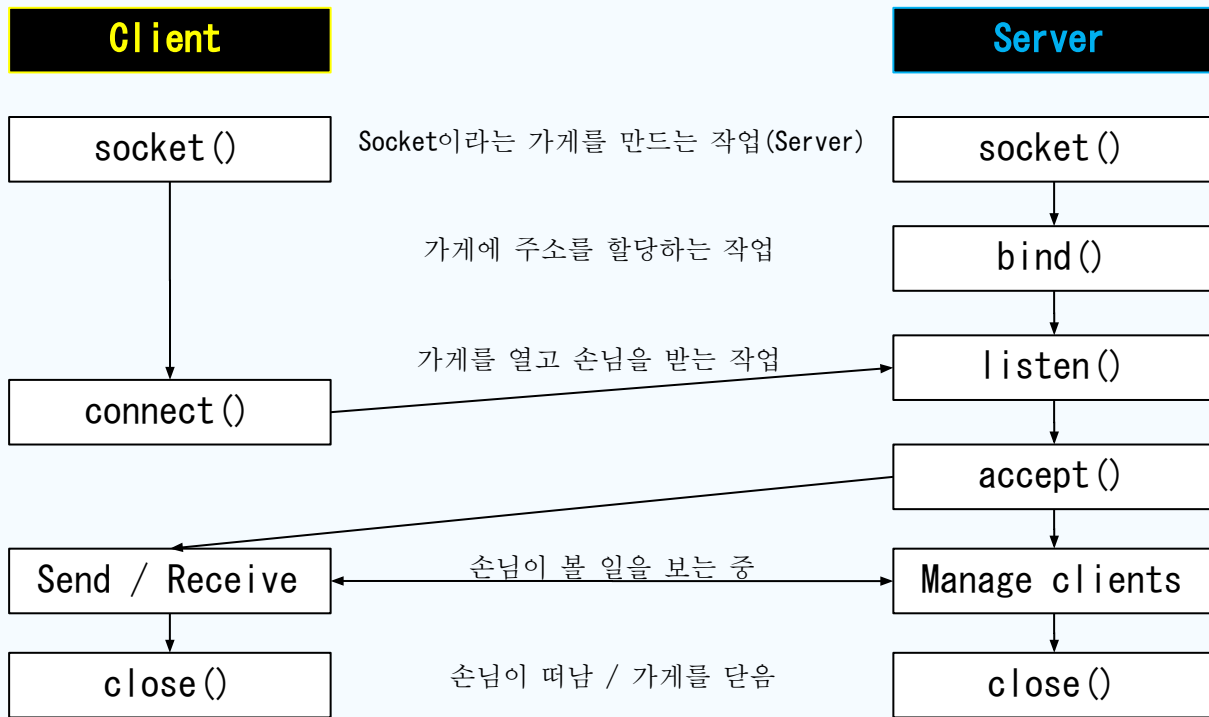 Client
Server
socket()
Socket이라는 가게를 만드는 작업(Server)
socket()
가게에 주소를 할당하는 작업
bind()
가게를 열고 손님을 받는 작업
listen()
connect()
accept()
Send / Receive
손님이 볼 일을 보는 중
Manage clients
close()
손님이 떠남 / 가게를 닫음
close()